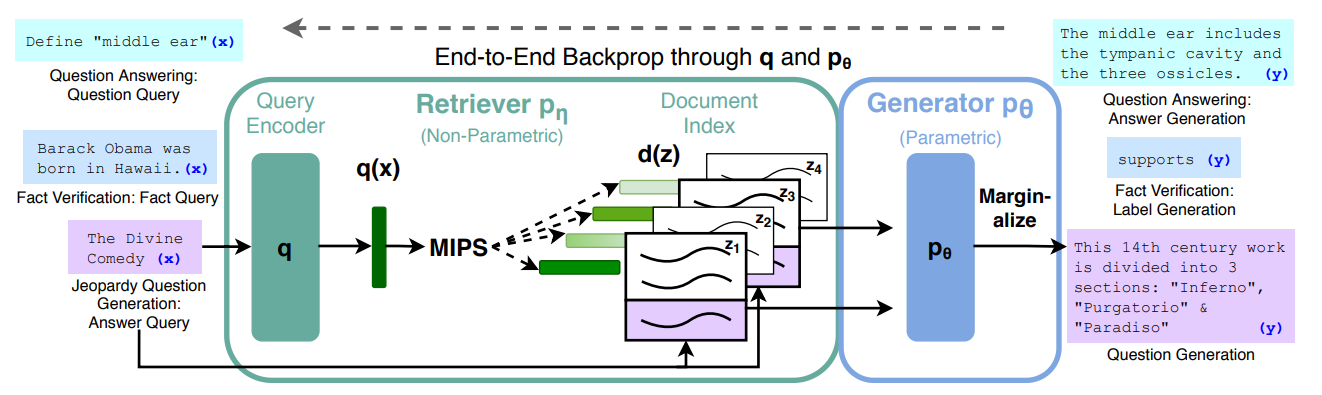 Define "middle ear"(x)
Question Answering:
Question Query
Barack Obama was
born in Hawaii.(x)
Fact Verification: Fact Query
The Divine
Comedy (x)
Jeopardy Question
Generation:
Answer Query
End-to-End Backprop through q and pθ
Query
Encoder
q
Retriever pη
(Non-Parametric)
q(x)
MIPS
Document
Index
d(z)
z4
z3
z2
z1
Generator pθ
(Parametric)
pθ
Margin-
alize
The middle ear includes
the tympanic cavity and
the three ossicles. (y)
Question Answering:
Answer Generation
supports (y)
Fact Verification:
Label Generation
This 14th century work
is divided into 3
sections: "Inferno",
"Purgatorio" &
"Paradiso" (y)
Question Generation